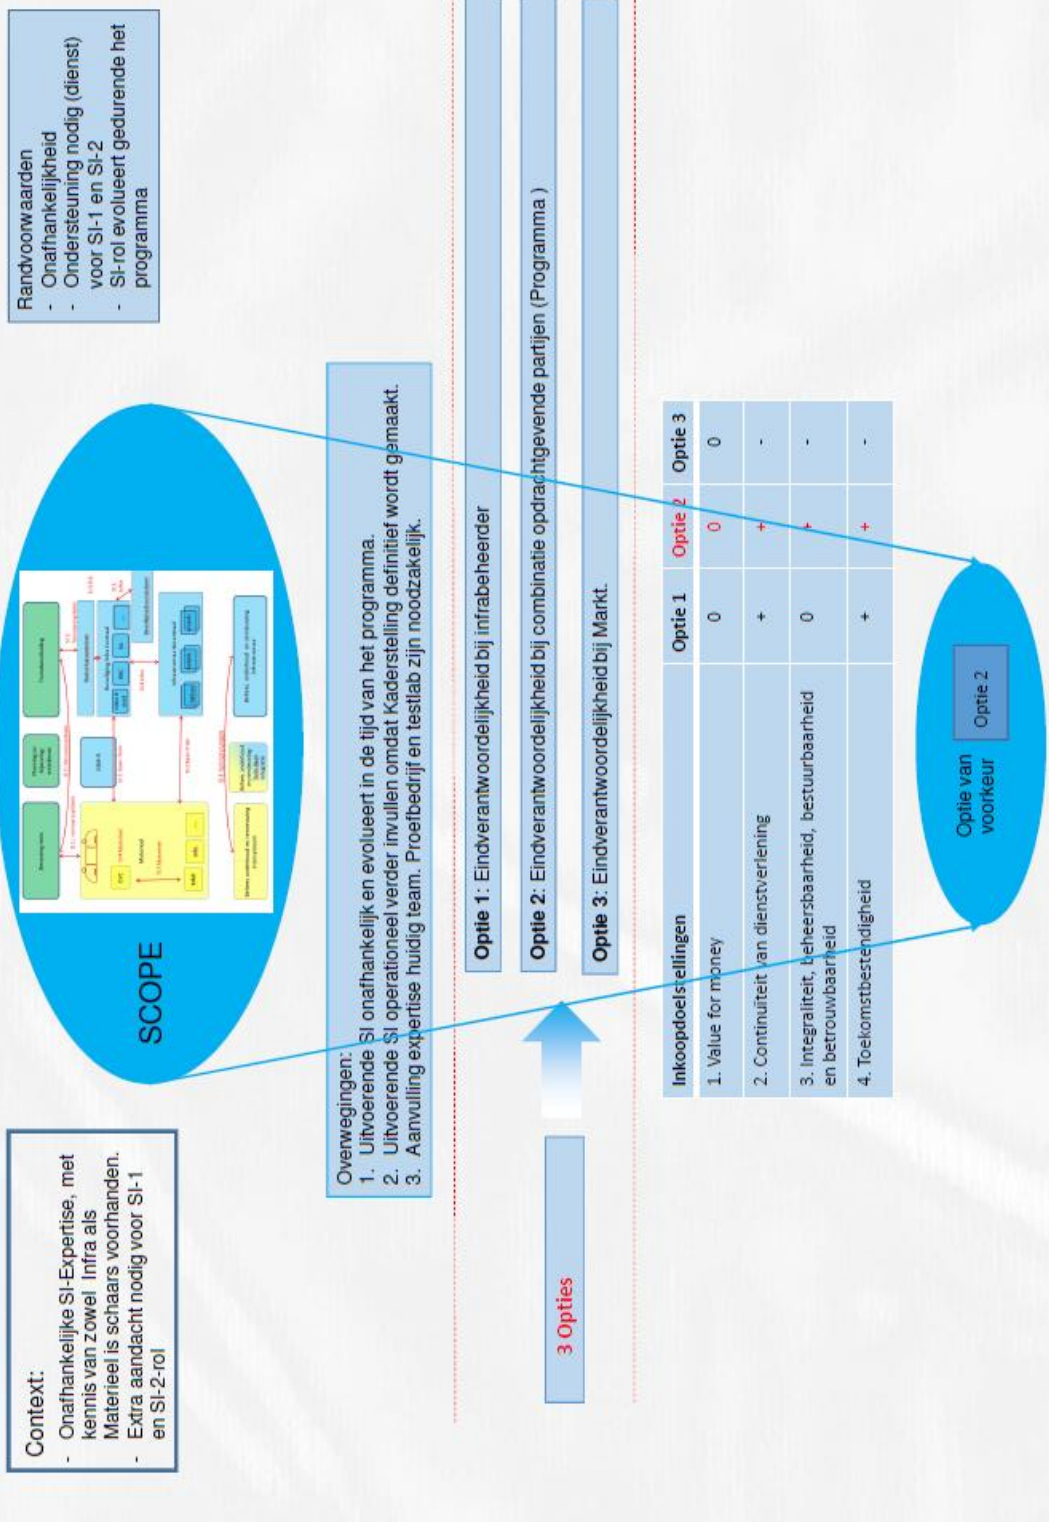 Context:
- Onafhankelijke SI-Expertise, met
kennis van zowel Infra als
Materieel is schaars voorhanden.
- Extra aandacht nodig voor SI-1
en SI-2-rol
SCOPE
Randvoorwaarden
- Onafhankelijkheid
- Ondersteuning nodig (dienst)
voor SI-1 en SI-2
- SI-rol evolueert gedurende het
programma
Overwegingen:
1. Uitvoerende SI onafhankelijk en evolueert in de tijd van het programma.
2. Uitvoerende SI operationeel verder invullen omdat Kaderstelling definitief wordt gemaakt.
3. Aanvulling expertise huidig team. Proefbedrijf en testlab zijn noodzakelijk.
3 Opties
Optie 1: Eindverantwoordelijkheid bij infrabeheerder
Optie 2: Eindverantwoordelijkheid bij combinatie opdrachtgevende partijen (Programma )
Optie 3: Eindverantwoordelijkheid bij Markt.
Inkoopdoelstellingen Optie 1 Optie 2 Optie 3
1. Value for money 0 0 0
2. Continuïteit van dienstverlening + + -
3. Integraliteit, beheersbaarheid, bestuurbaarheid 0 + -
en betrouwbaarheid
4. Toekomstbestendigheid + + -
Optie van
voorkeur
Optie 2